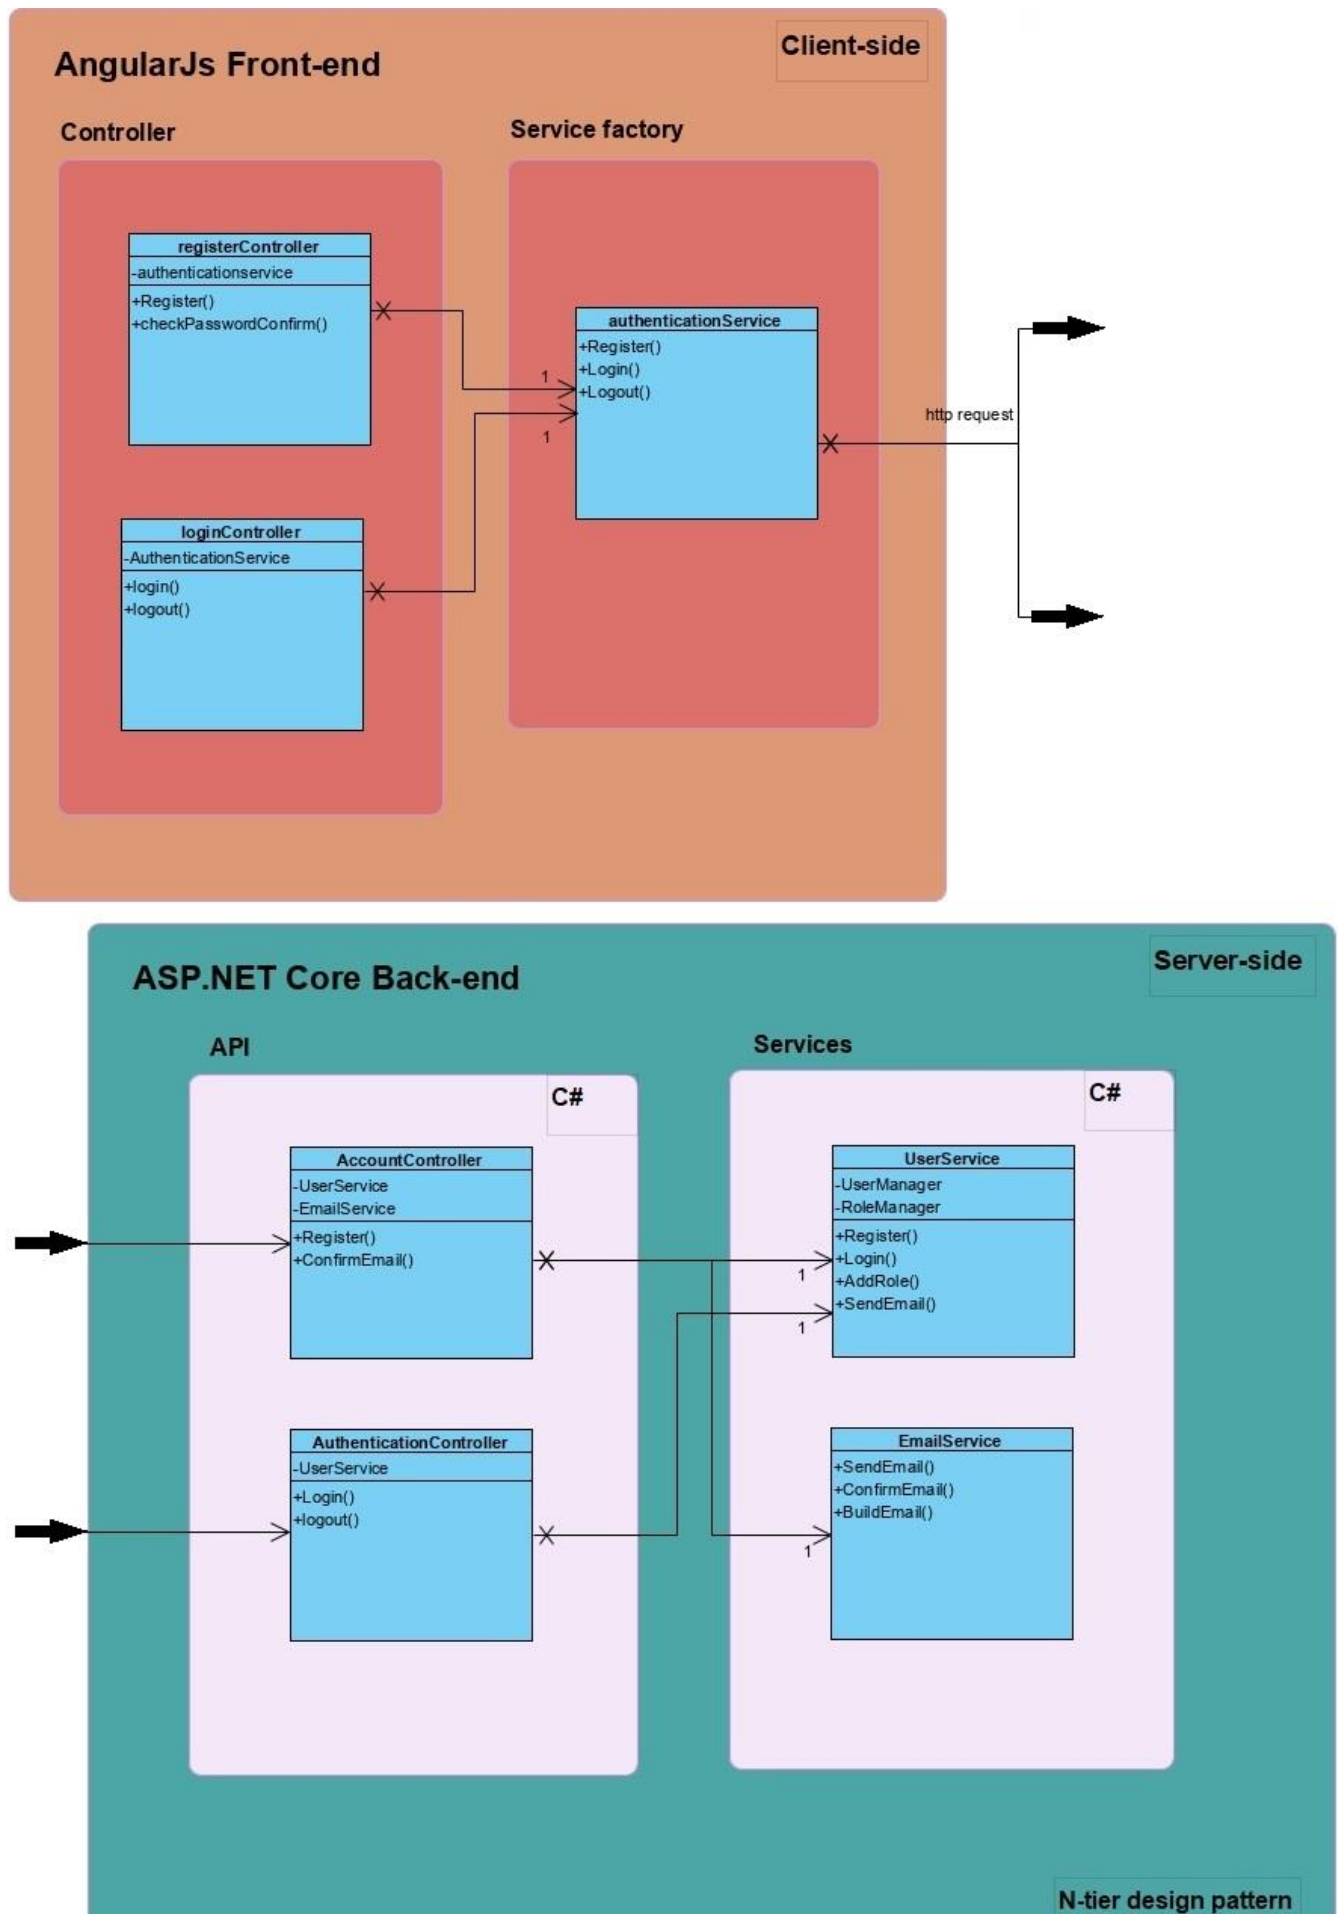 AngularJs Front-end
Client-side
Controller
Service factory
registerController
-authenticationservice
+Register()
+checkPasswordConfirm()
authenticationService
+Register()
+Login()
+Logout()
1
1
http request
loginController
-AuthenticationService
+login()
+logout()
ASP.NET Core Back-end
Server-side
API
Services
C#
C#
AccountController
-UserService
-EmailService
+Register()
+ConfirmEmail()
UserService
-UserManager
-RoleManager
+Register()
+Login()
+AddRole()
+SendEmail()
1
1
AuthenticationController
-UserService
+Login()
+logout()
EmailService
+SendEmail()
+ConfirmEmail()
+BuildEmail()
1
N-tier design pattern